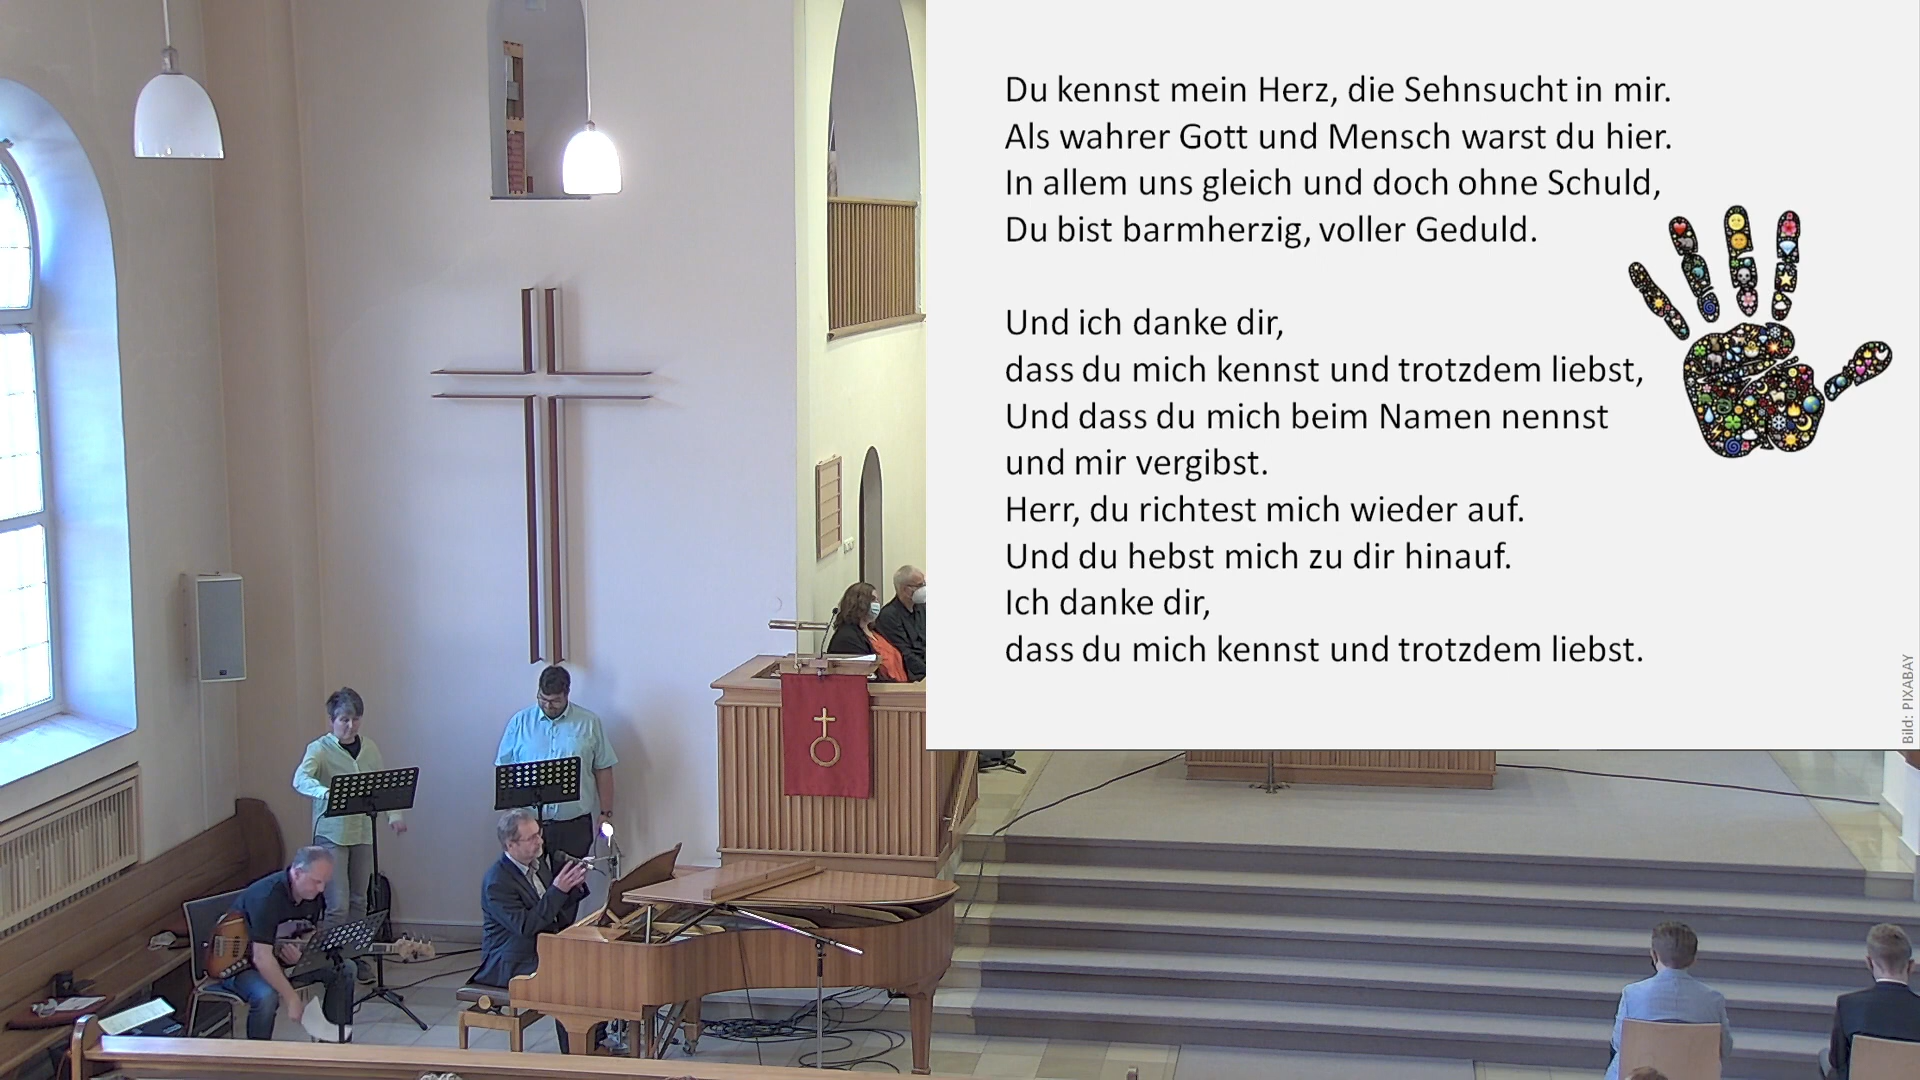 Du kennst mein Herz, die Sehnsucht in mir.
Als wahrer Gott und Mensch warst du hier.
In allem uns gleich und doch ohne Schuld,
Du bist barmherzig, voller Geduld.
Und ich danke dir,
dass du mich kennst und trotzdem liebst,
Und dass du mich beim Namen nennst
und mir vergibst.
Herr, du richtest mich wieder auf.
Und du hebst mich zu dir hinauf.
Ich danke dir,
dass du mich kennst und trotzdem liebst.
Bild: PIXABAY